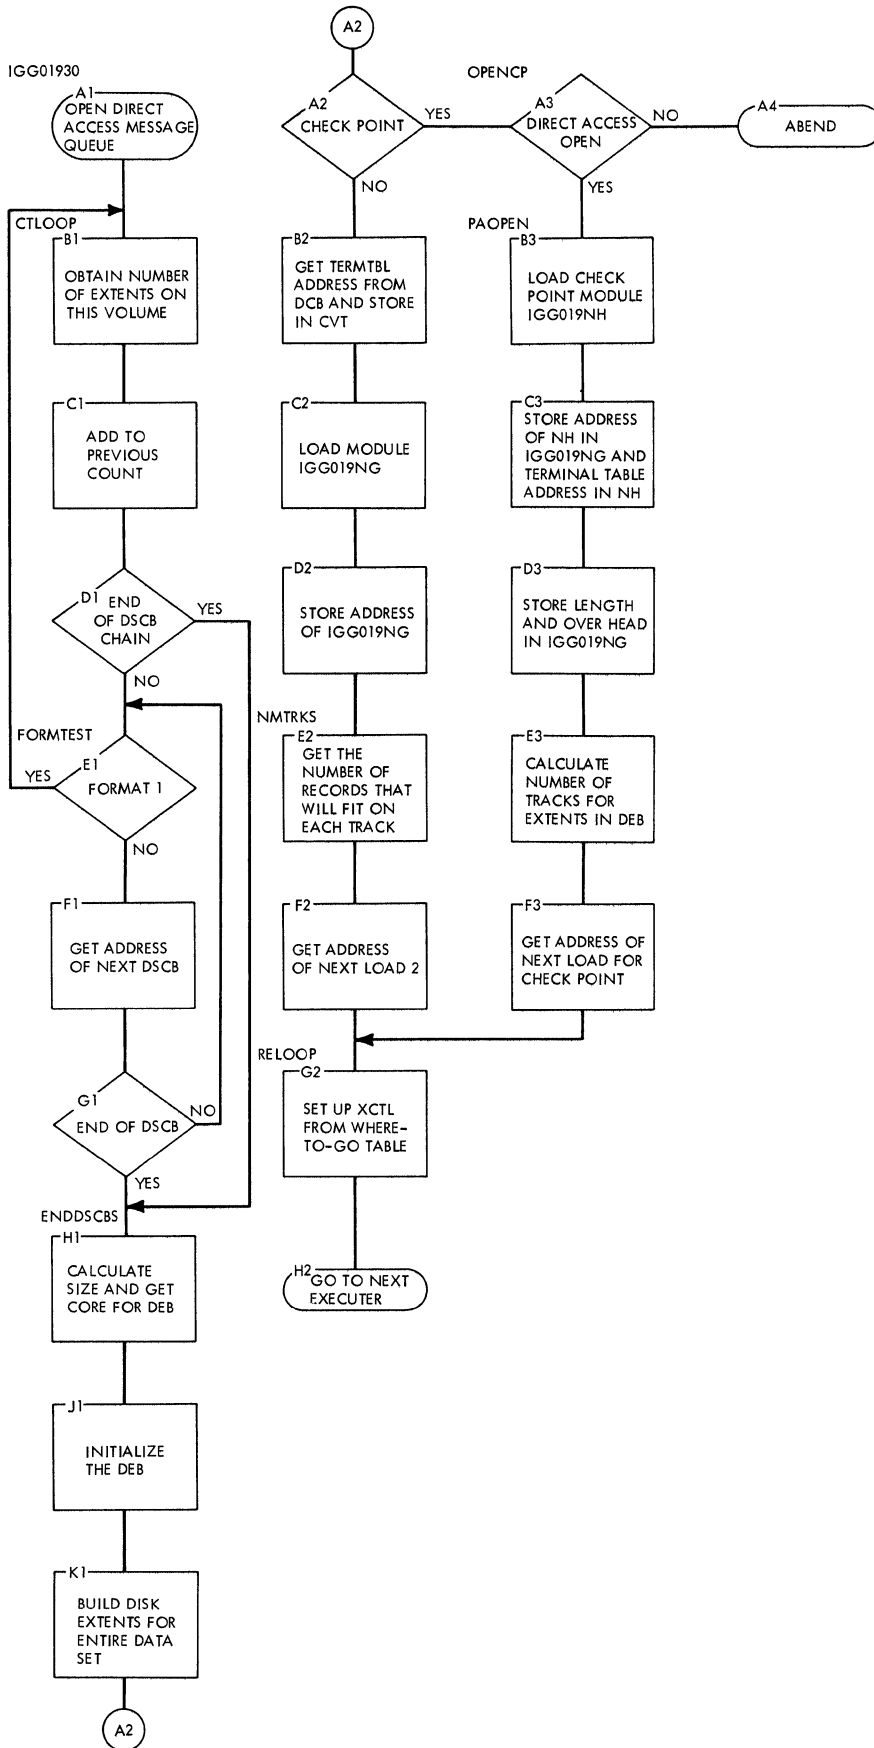 IGG01930
A1
OPEN DIRECT
ACCESS MESSAGE
QUEUE
CTLOOP
B1
OBTAIN NUMBER
OF EXTENTS ON
THIS VOLUME
C1
ADD TO
PREVIOUS
COUNT
D1
END
OF DSCB
CHAIN
YES
NO
FORMTEST
E1
YES
FORMAT 1
NO
F1
GET ADDRESS
OF NEXT DSCB
G1
NO
END OF DSCB
YES
ENDDSCBS
H1
CALCULATE
SIZE AND GET
CORE FOR DEB
J1
INITIALIZE
THE DEB
K1
BUILD DISK
EXTENTS FOR
ENTIRE DATA
SET
A2
A2
A2
CHECK POINT
YES
NO
B2
GET TERMTBL
ADDRESS FROM
DCB AND STORE
IN CVT
C2
LOAD MODULE
IGG019NG
D2
STORE ADDRESS
OF IGG019NG
NMTRKS
E2
GET THE
NUMBER OF
RECORDS THAT
WILL FIT ON
EACH TRACK
F2
GET ADDRESS
OF NEXT LOAD 2
RELOOP
G2
SET UP XCTL
FROM WHERE-
TO-GO TABLE
H2
GO TO NEXT
EXECUTER
OPENCP
A3
DIRECT ACCESS
OPEN
NO
YES
PAOPEN
B3
LOAD CHECK
POINT MODULE
IGG019NH
C3
STORE ADDRESS
OF NH IN
IGG019NG AND
TERMINAL TABLE
ADDRESS IN NH
D3
STORE LENGTH
AND OVER HEAD
IN IGG019NG
E3
CALCULATE
NUMBER OF
TRACKS FOR
EXTENTS IN DEB
F3
GET ADDRESS OF
NEXT LOAD FOR
CHECK POINT
A4
ABEND